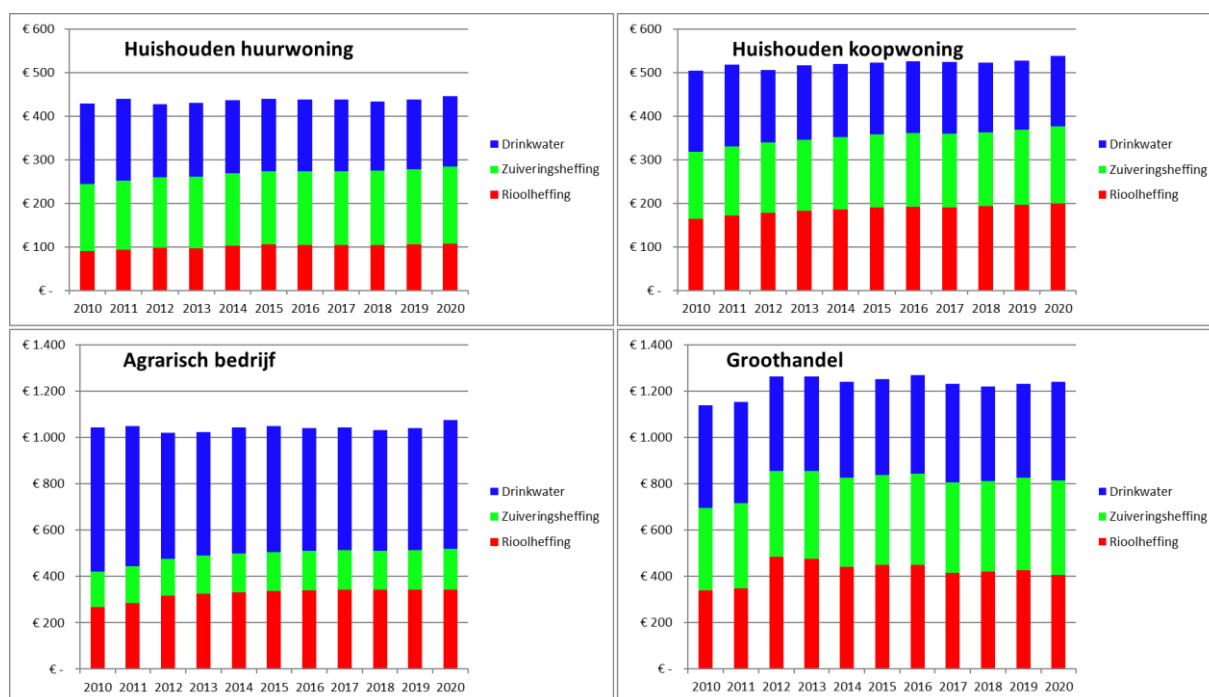 Huishouden huurwoning
€ 600
€ 500
€ 400
€ 300
€ 200
€ 100
€ -
2010 2011 2012 2013 2014 2015 2016 2017 2018 2019 2020
Drinkwater
Zuiveringsheffing
Rioolheffing
Huishouden koopwoning
€ 600
€ 500
€ 400
€ 300
€ 200
€ 100
€ -
2010 2011 2012 2013 2014 2015 2016 2017 2018 2019 2020
Drinkwater
Zuiveringsheffing
Rioolheffing
Agrarisch bedrijf
€ 1.400
€ 1.200
€ 1.000
€ 800
€ 600
€ 400
€ 200
€ -
2010 2011 2012 2013 2014 2015 2016 2017 2018 2019 2020
Drinkwater
Zuiveringsheffing
Rioolheffing
Groothandel
€ 1.400
€ 1.200
€ 1.000
€ 800
€ 600
€ 400
€ 200
€ -
2010 2011 2012 2013 2014 2015 2016 2017 2018 2019 2020
Drinkwater
Zuiveringsheffing
Rioolheffing